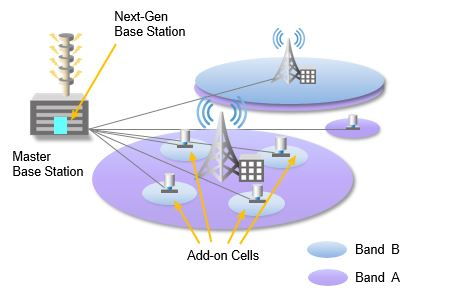 Next-Gen
Base Station
Master
Base Station
Add-on Cells
Band B
Band A